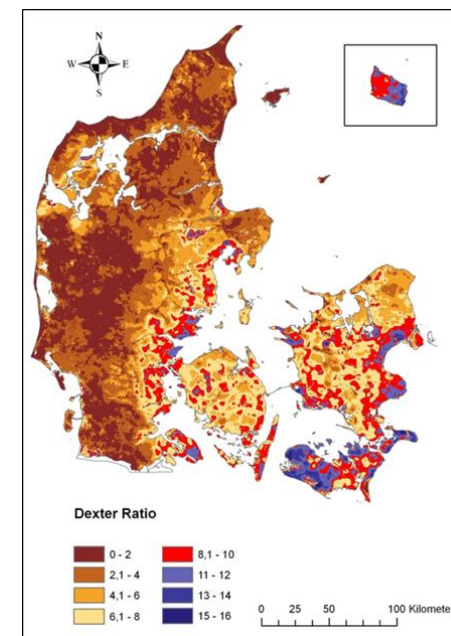 N
W E
S
Dexter Ratio
0 - 2
2,1 - 4
4,1 - 6
6,1 - 8
8,1 - 10
11 - 12
13 - 14
15 - 16
0 25 50 100 Kilomete